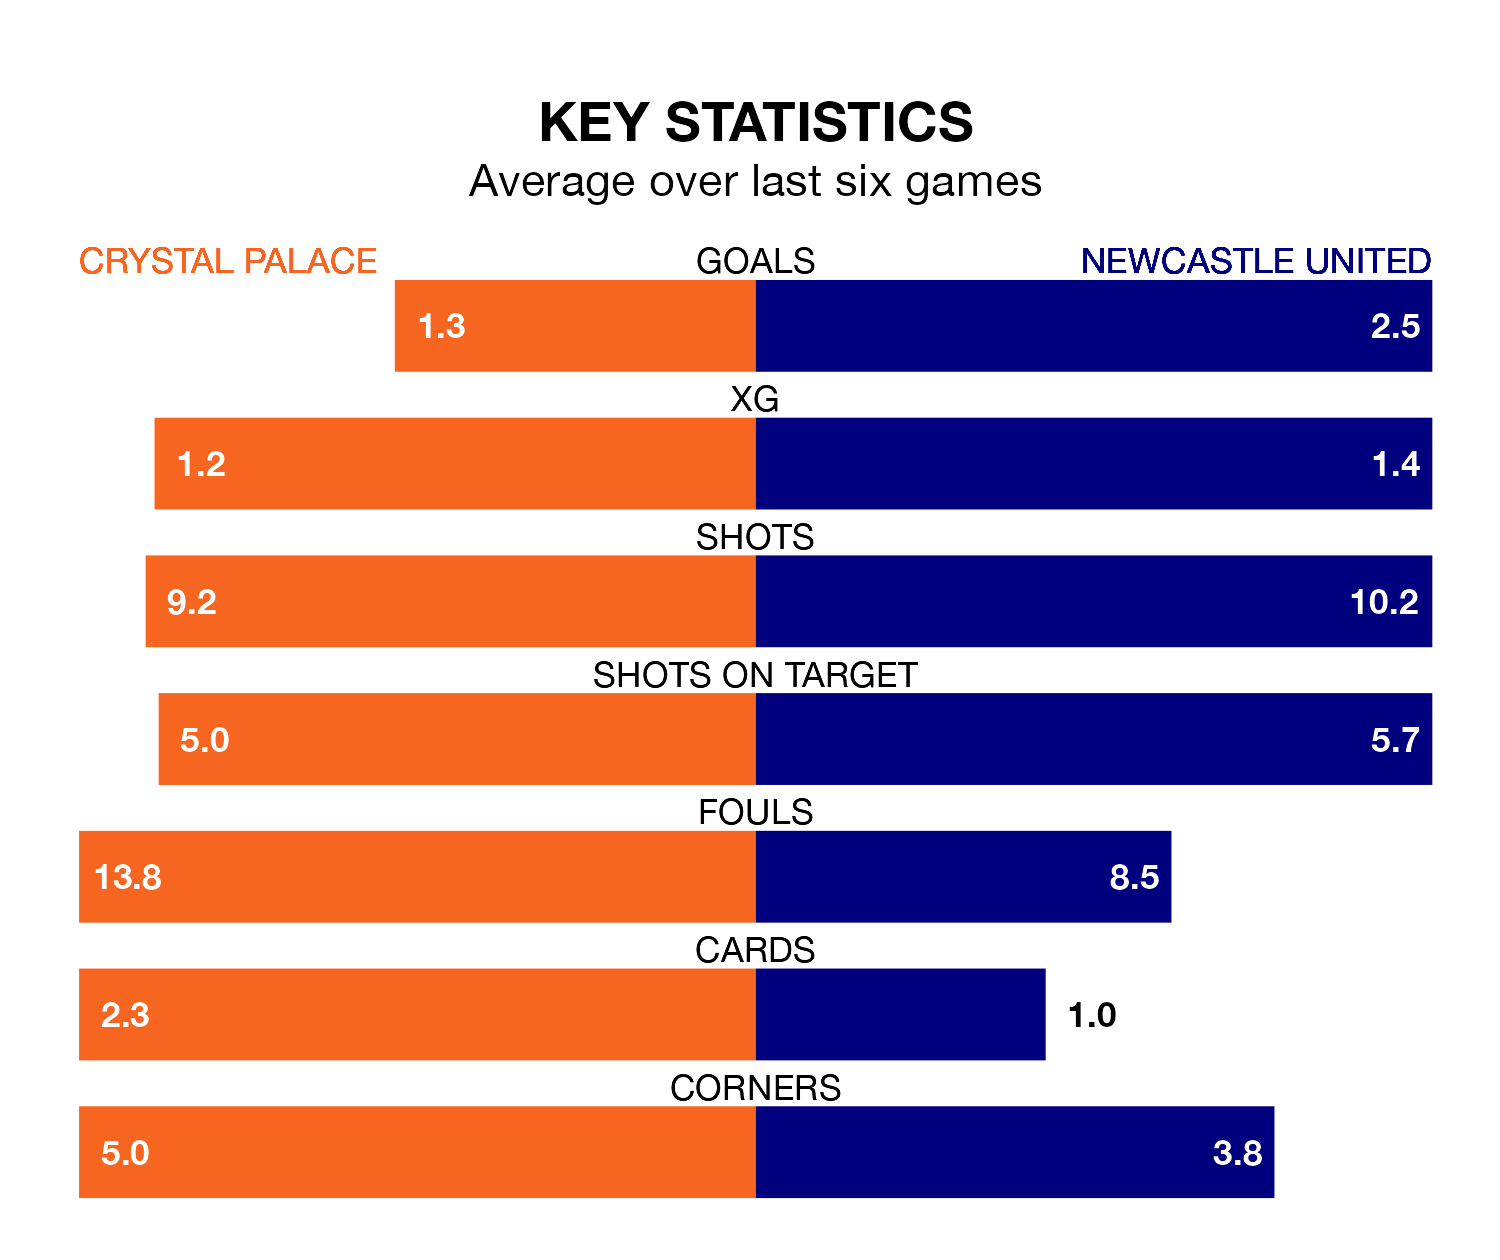 KEY STATISTICS
Average over last six games
CRYSTAL PALACE GOALS NEWCASTLE UNITED
1.3 2.5
XG
1.2 1.4
SHOTS
9.2 10.2
SHOTS ON TARGET
5.0 5.7
FOULS
13.8 8.5
CARDS
2.3 1.0
CORNERS
5.0 3.8